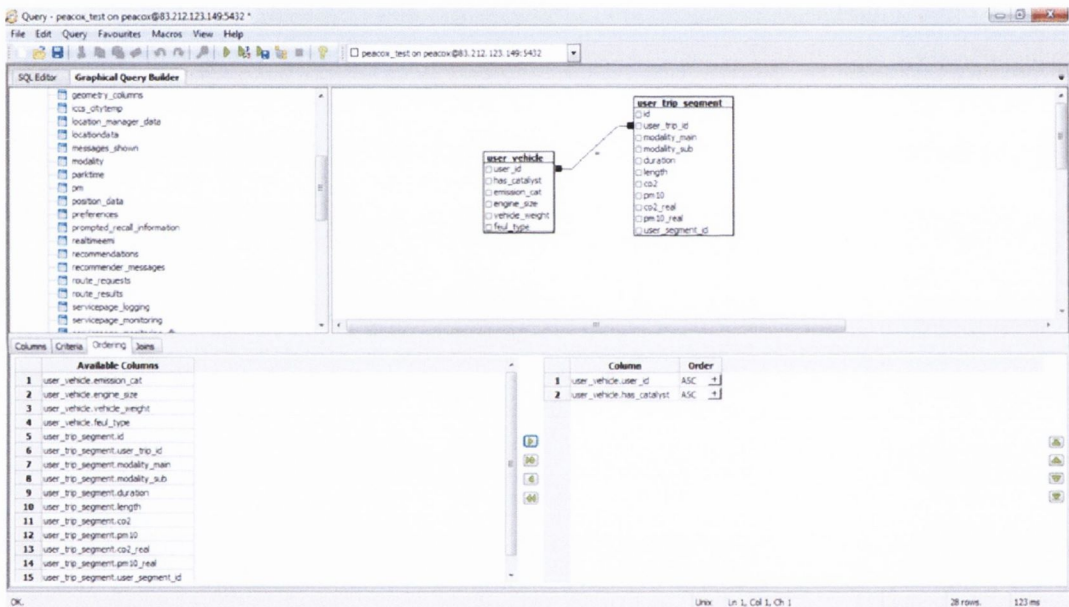 Query - peacox_test on peacox@83.212.123.149:5432 *
File Edit Query Favourites Macros View Help
peacox_test on peacox@83.212.123.149:5432
SQL Editor Graphical Query Builder
geometry_columns
iccs_citytemp
location_manager_data
locationdata
messages_shown
modality
parktime
pm
position_data
preferences
prompted_recall_information
realtimeemi
recommendations
recommender_messages
route_requests
route_results
servicepage_logging
servicepage_monitoring
user_vehicle
user_id
has_catalyst
emission_cat
engine_size
vehicle_weight
feul_type
user_trip_segment
id
user_trip_id
modality_main
modality_sub
duration
length
co2
pm10
co2_real
pm10_real
user_segment_id
Columns Criteria Ordering Joins
Available Columns
1 user_vehicle.emission_cat
2 user_vehicle.engine_size
3 user_vehicle.vehicle_weight
4 user_vehicle.feul_type
5 user_trip_segment.id
6 user_trip_segment.user_trip_id
7 user_trip_segment.modality_main
8 user_trip_segment.modality_sub
9 user_trip_segment.duration
10 user_trip_segment.length
11 user_trip_segment.co2
12 user_trip_segment.pm10
13 user_trip_segment.co2_real
14 user_trip_segment.pm10_real
15 user_trip_segment.user_segment_id
Column Order
1 user_vehicle.user_id ASC
2 user_vehicle.has_catalyst ASC
OK. Unix Ln 1, Col 1, Ch 1 28 rows. 123 ms